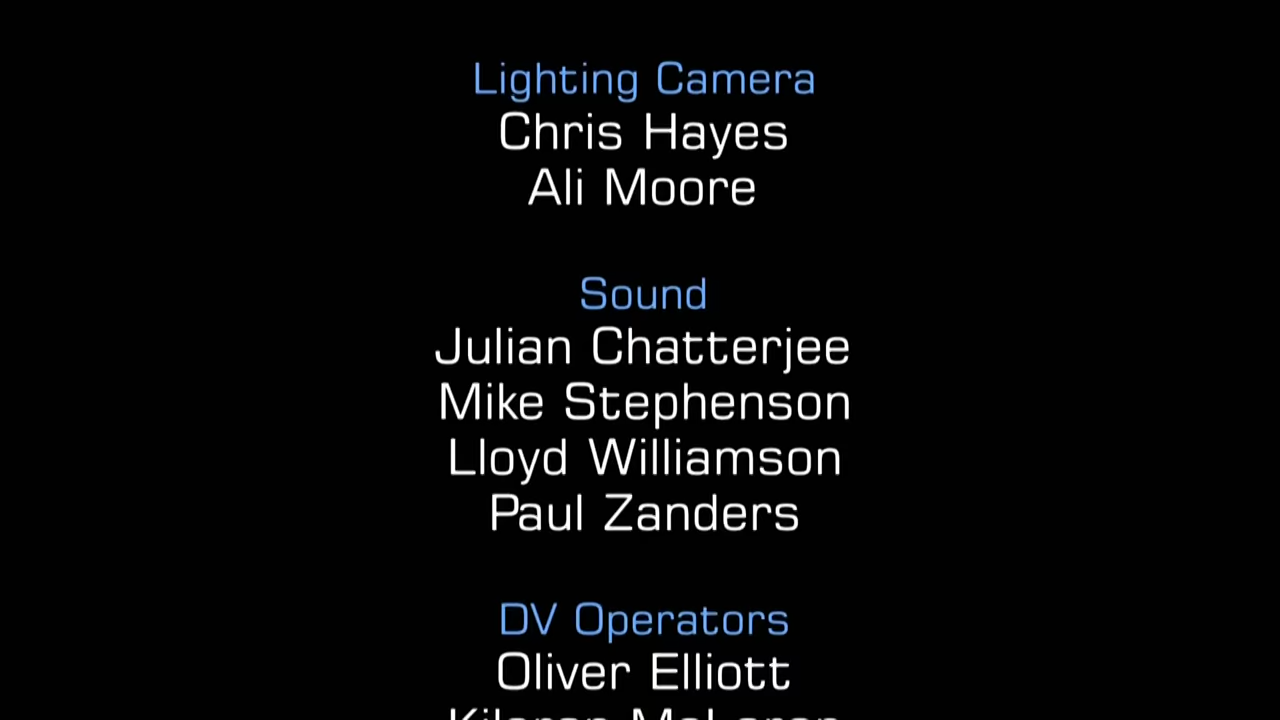 Lighting Camera
Chris Hayes
Ali Moore
Sound
Julian Chatterjee
Mike Stephenson
Lloyd Williamson
Paul Zanders
DV Operators
Oliver Elliott